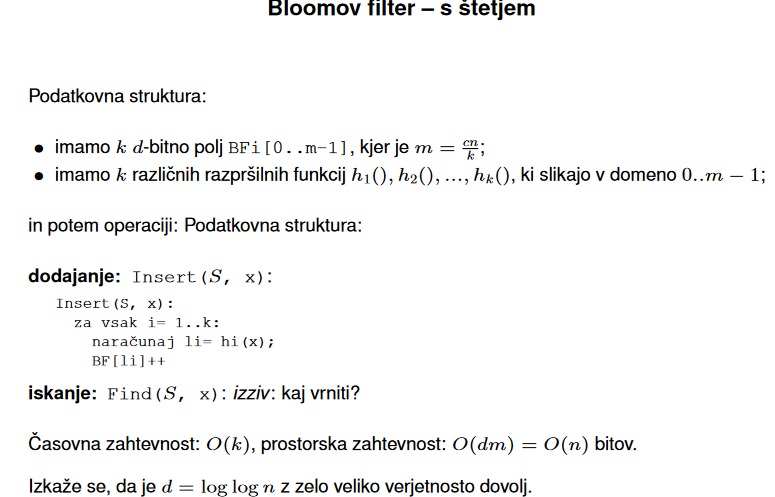 Bloomov filter – s štetjem
Podatkovna struktura:
• imamo k d-bitno polj BFi[0..m-1], kjer je m = cn/k;
• imamo k različnih razpršilnih funkcij h₁(), h₂(), ..., hₖ(), ki slikajo v domeno 0..m − 1;
in potem operaciji: Podatkovna struktura:
dodajanje: Insert(S, x):
Insert(S, x):
za vsak i= 1..k:
naračunaj li= hi(x);
BF[li]++
iskanje: Find(S, x): izziv: kaj vrniti?
Časovna zahtevnost: O(k), prostorska zahtevnost: O(dm) = O(n) bitov.
Izkaže se, da je d = log log n z zelo veliko verjetnosto dovolj.